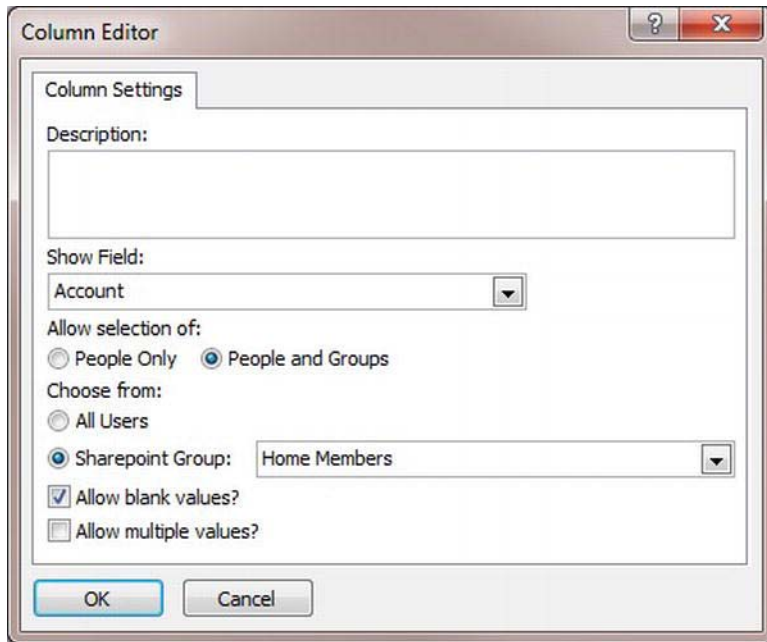 Column Editor
Column Settings
Description:
Show Field:
Account
Allow selection of:
People Only People and Groups
Choose from:
All Users
Sharepoint Group: Home Members
Allow blank values?
Allow multiple values?
OK Cancel